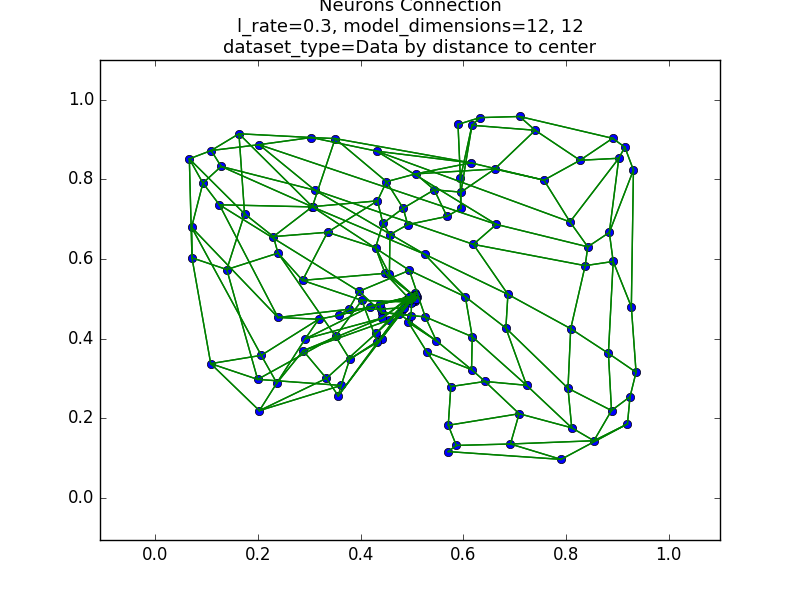 Neurons Connection
l_rate=0.3, model_dimensions=12, 12
dataset_type=Data by distance to center
1.0
0.8
0.6
0.4
0.2
0.0
0.0 0.2 0.4 0.6 0.8 1.0